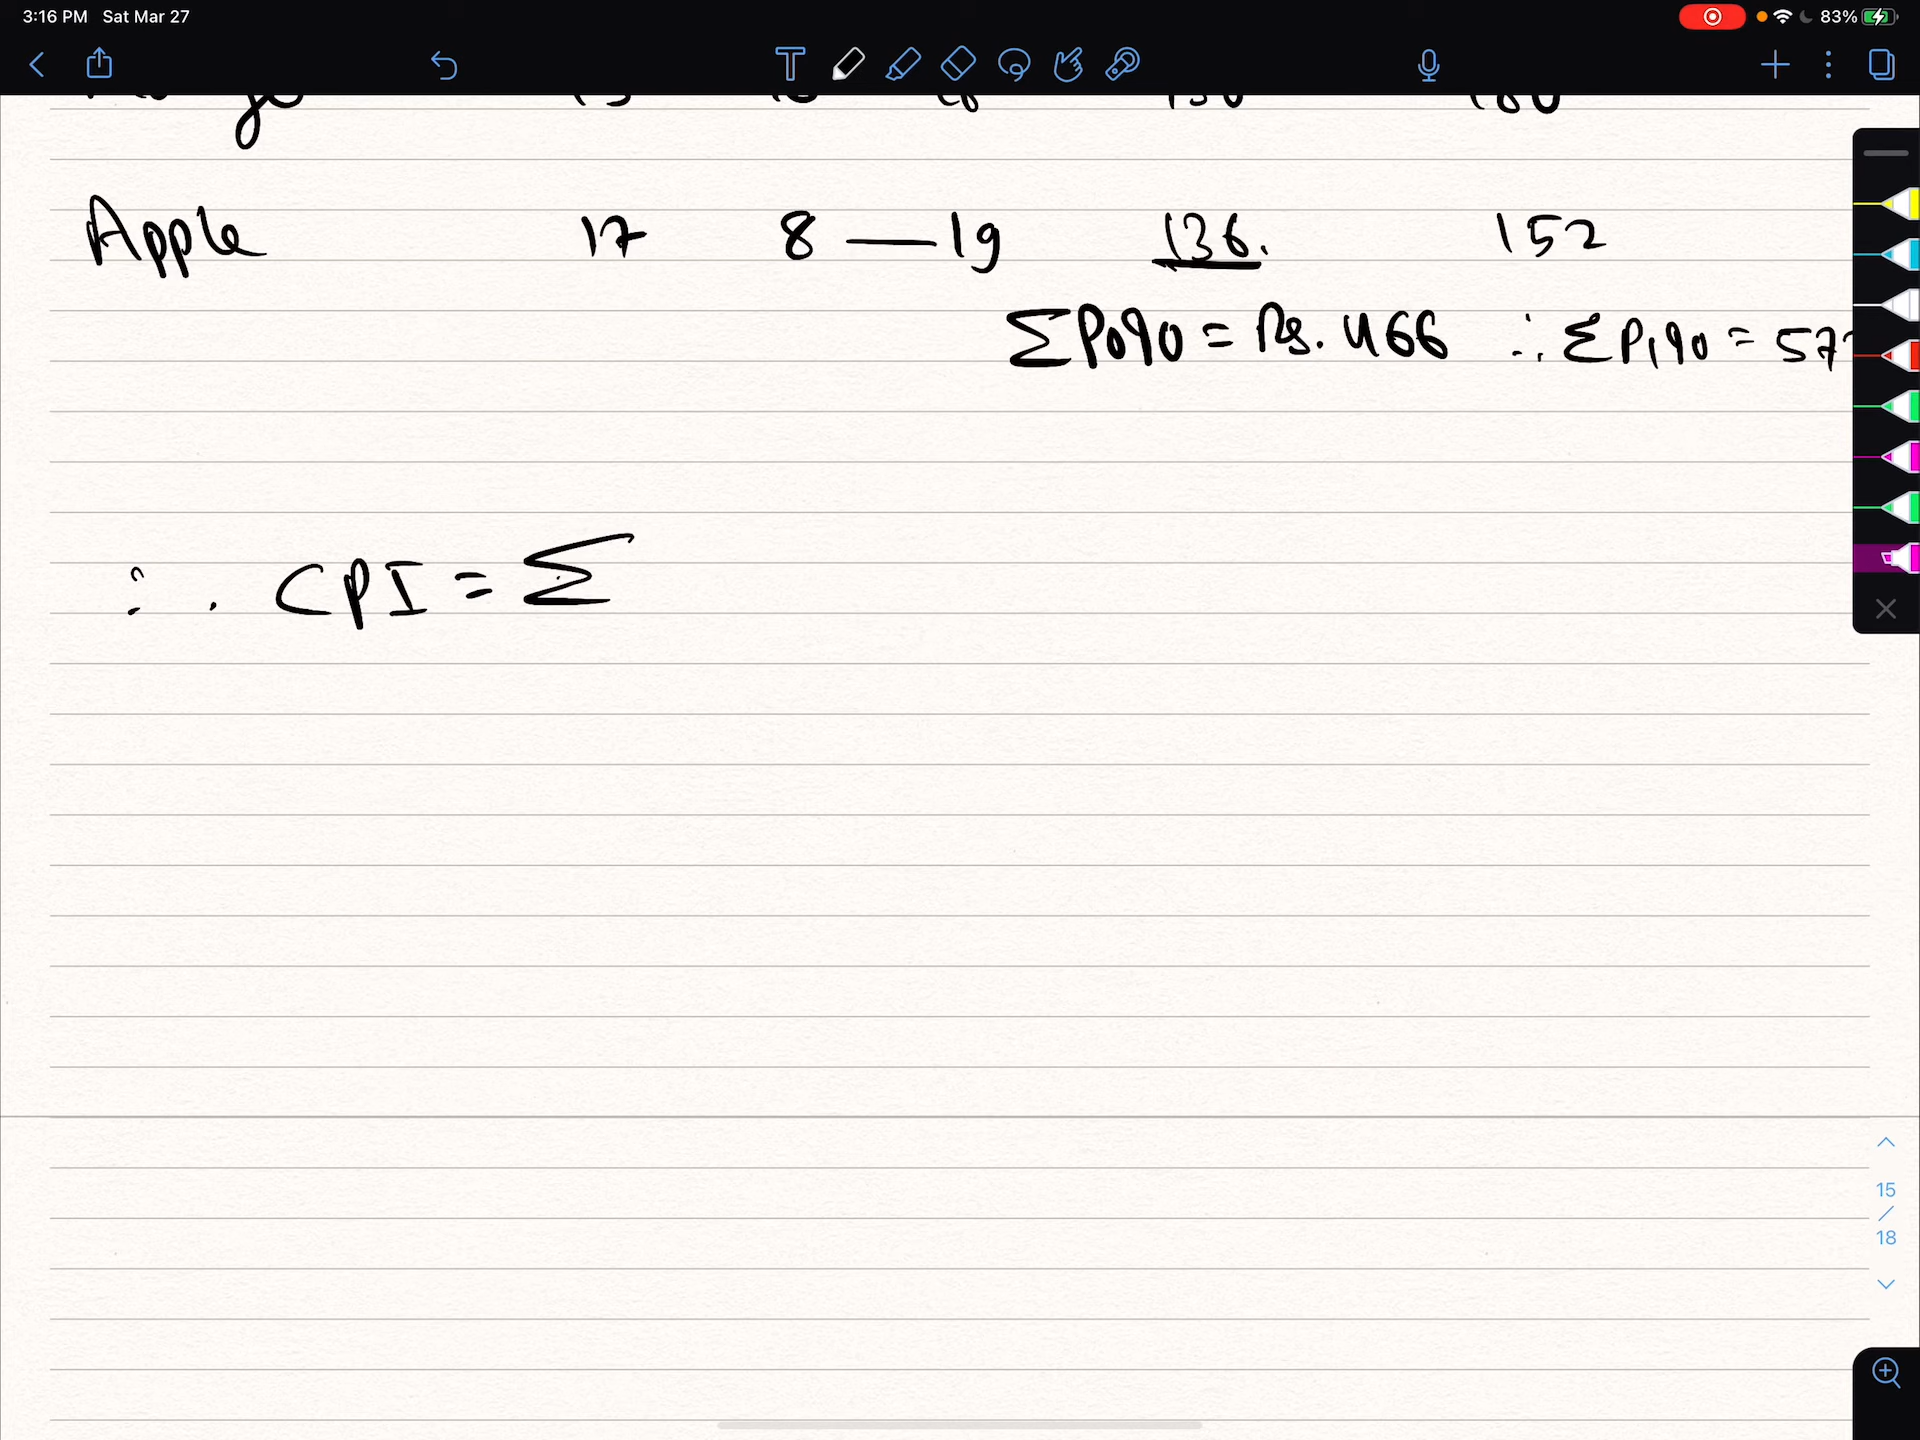 3:16 PM Sat Mar 27
83%
Apple 17 8 — 19 136. 152
ΣP0q0 = Rs. 466 ∴ ΣP1q0 = 57
∴ CPI = Σ
15
/
18